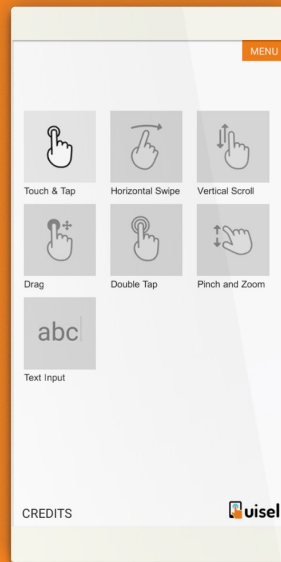 MENU
Touch & Tap
Horizontal Swipe
Vertical Scroll
Drag
Double Tap
Pinch and Zoom
abc
Text Input
CREDITS
uisel